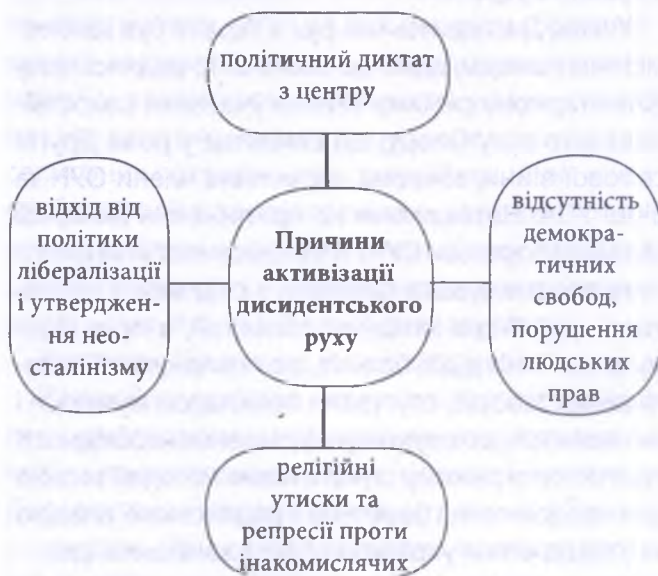 політичний диктат
з центру
відхід від
політики
лібералізації
і утверджен-
ня нео-
сталінізму
Причини
активізації
дисидентського
руху
відсутність
демокра-
тичних
свобод,
порушення
людських
прав
релігійні
утиски та
репресії проти
інакомислячих